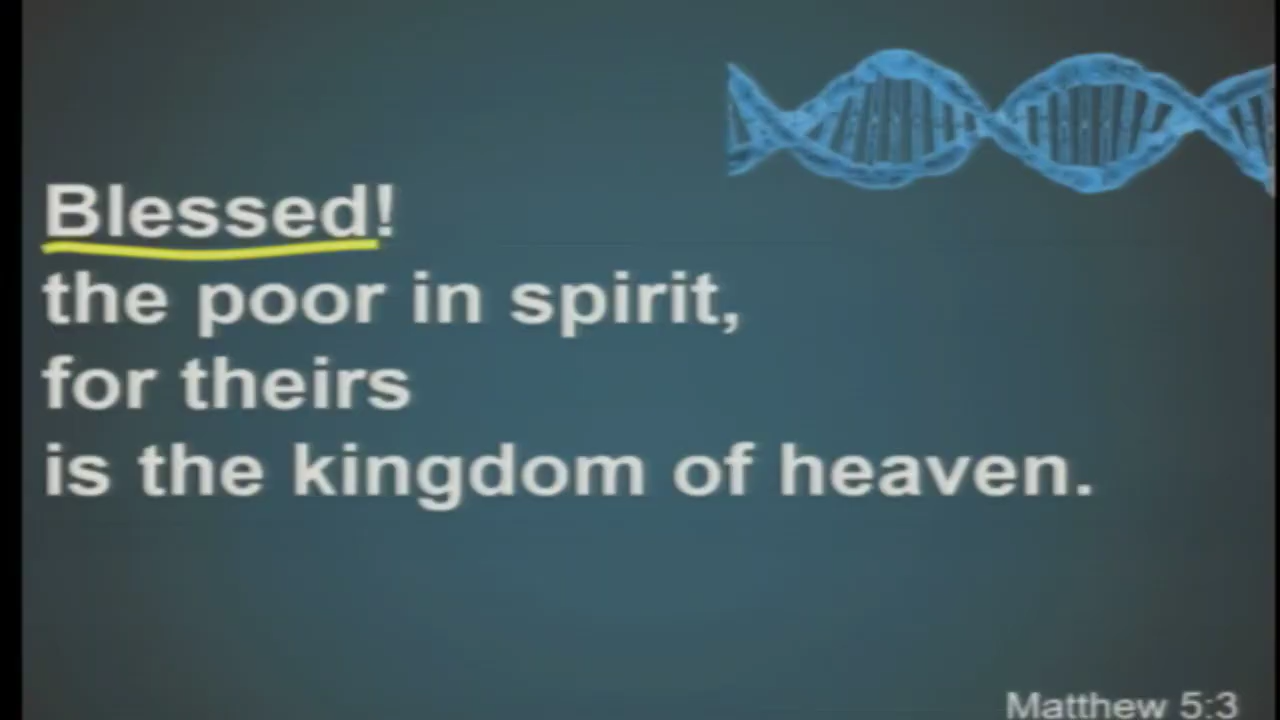 Blessed!
the poor in spirit,
for theirs
is the kingdom of heaven.
Matthew 5:3